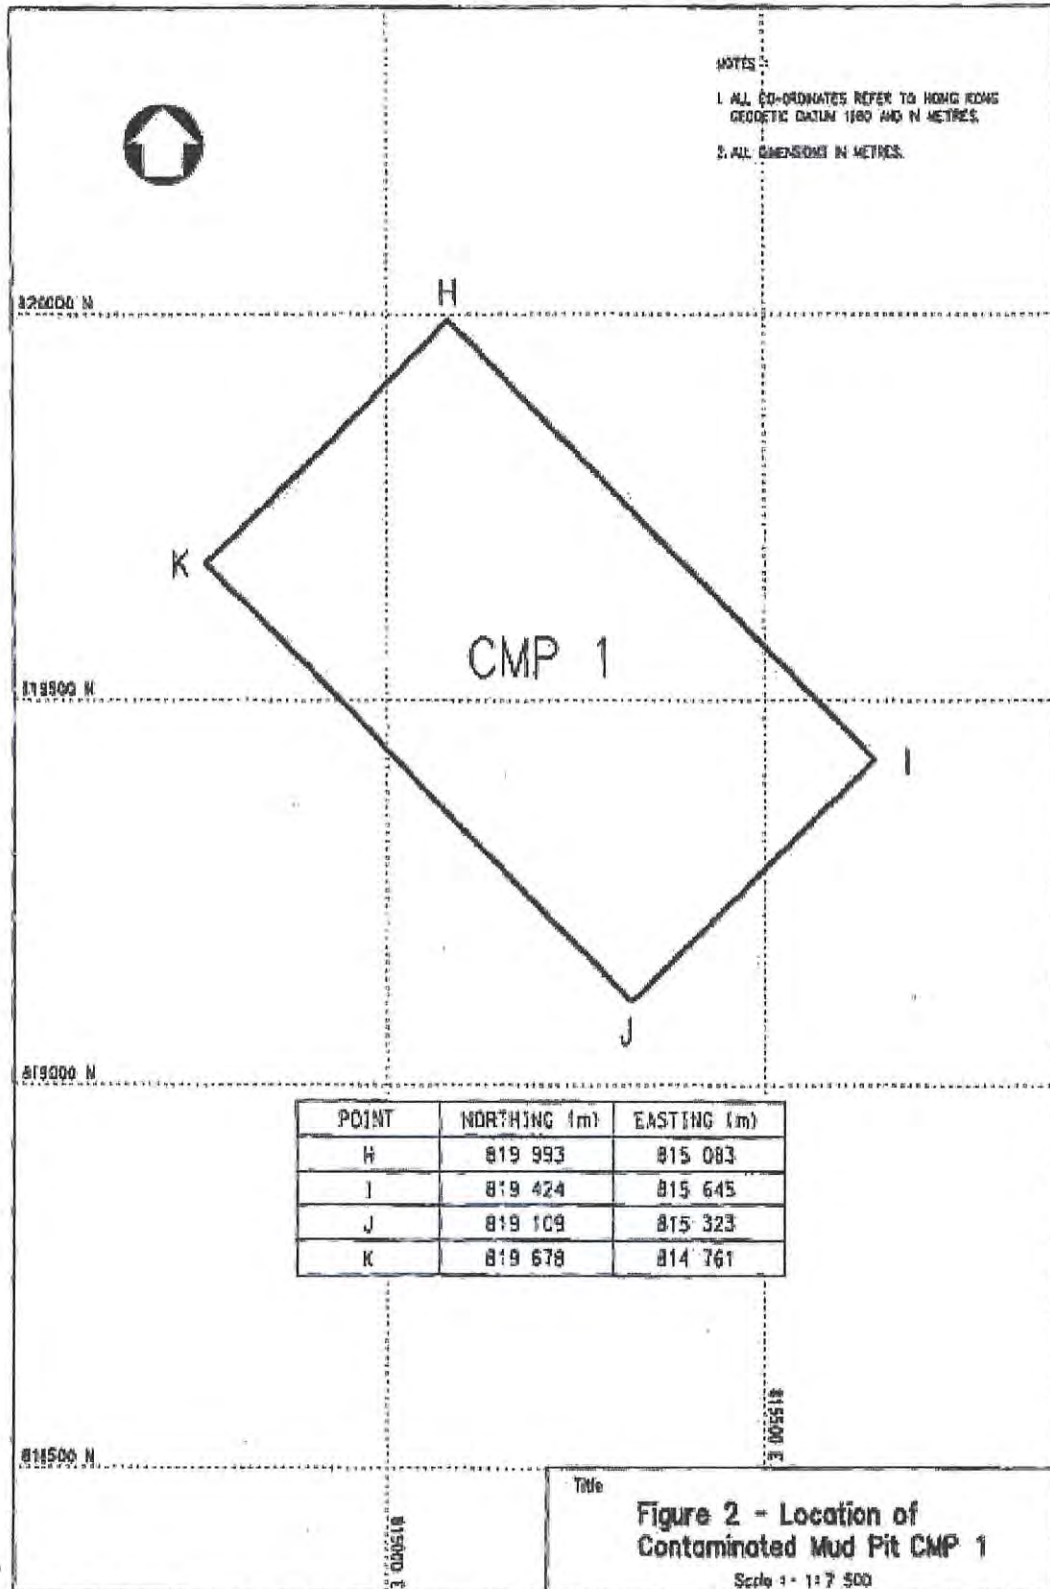 NOTES :-
1. ALL CO-ORDINATES REFER TO HONG KONG
GEODETIC DATUM 1980 AND IN METRES.
2. ALL DIMENSIONS IN METRES.
820000 N
H
K
CMP 1
819500 N
I
J
819000 N
POINT NORTHING (m) EASTING (m)
H 819 993 815 083
I 819 424 815 645
J 819 109 815 323
K 819 678 814 761
815500 E
818500 N
815000 E
Title
Figure 2 - Location of
Contaminated Mud Pit CMP 1
Scale :- 1:7 500